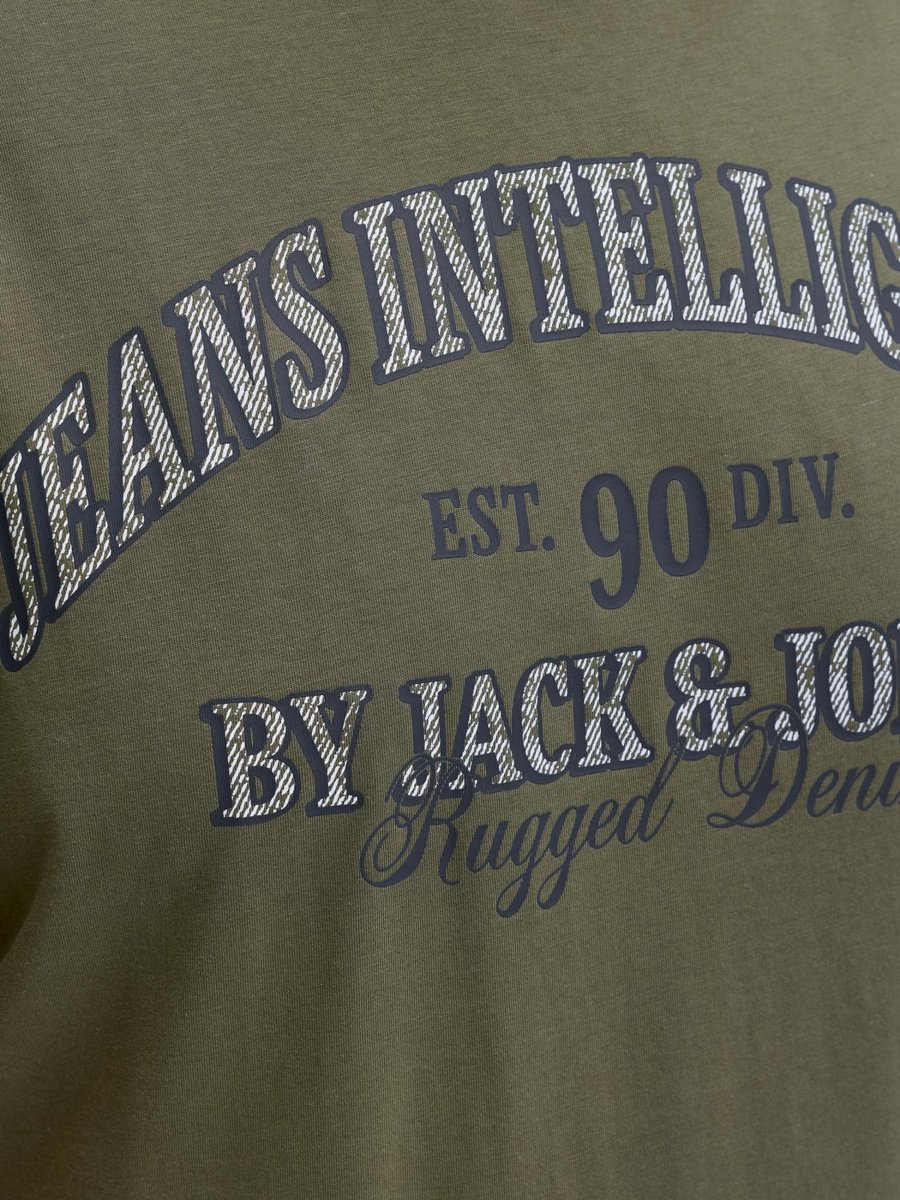 JEANS INTELLIG
EST. 90 DIV.
BY JACK & JO
Rugged Deni